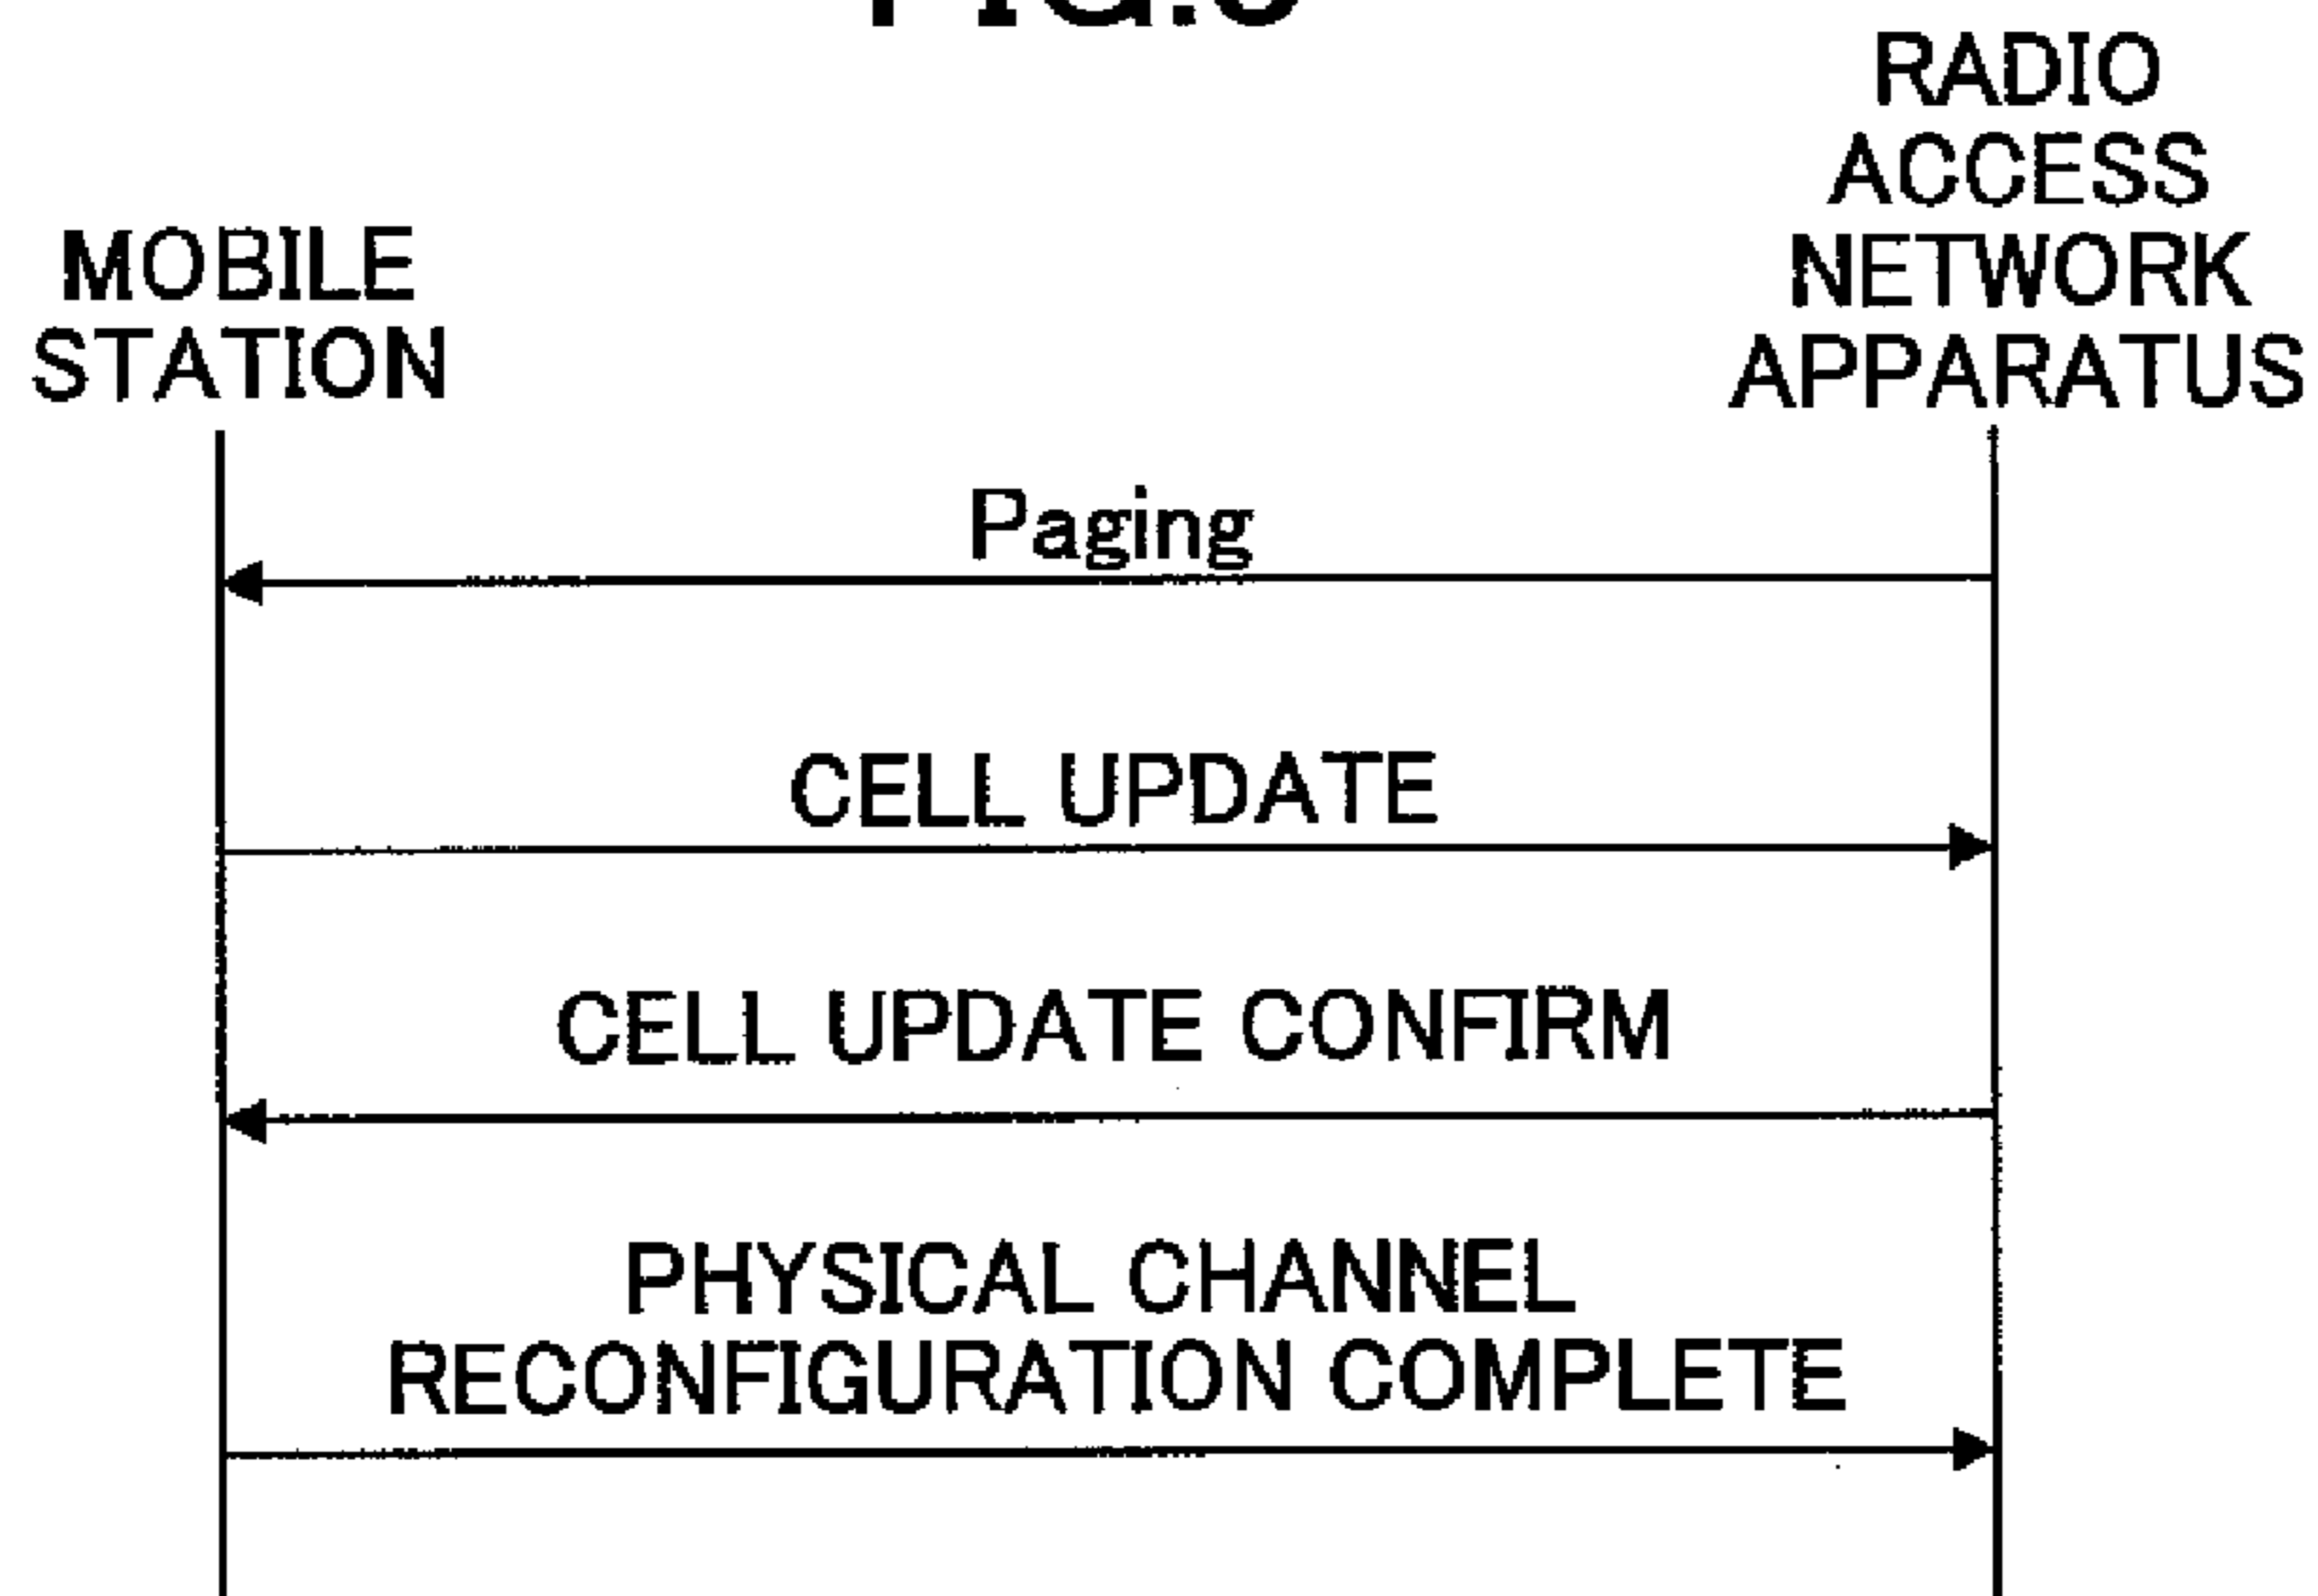 RADIO
ACCESS
NETWORK
APPARATUS
MOBILE
STATION
Paging
CELL UPDATE
CELL UPDATE CONFIRM
PHYSICAL CHANNEL
RECONFIGURATION COMPLETE